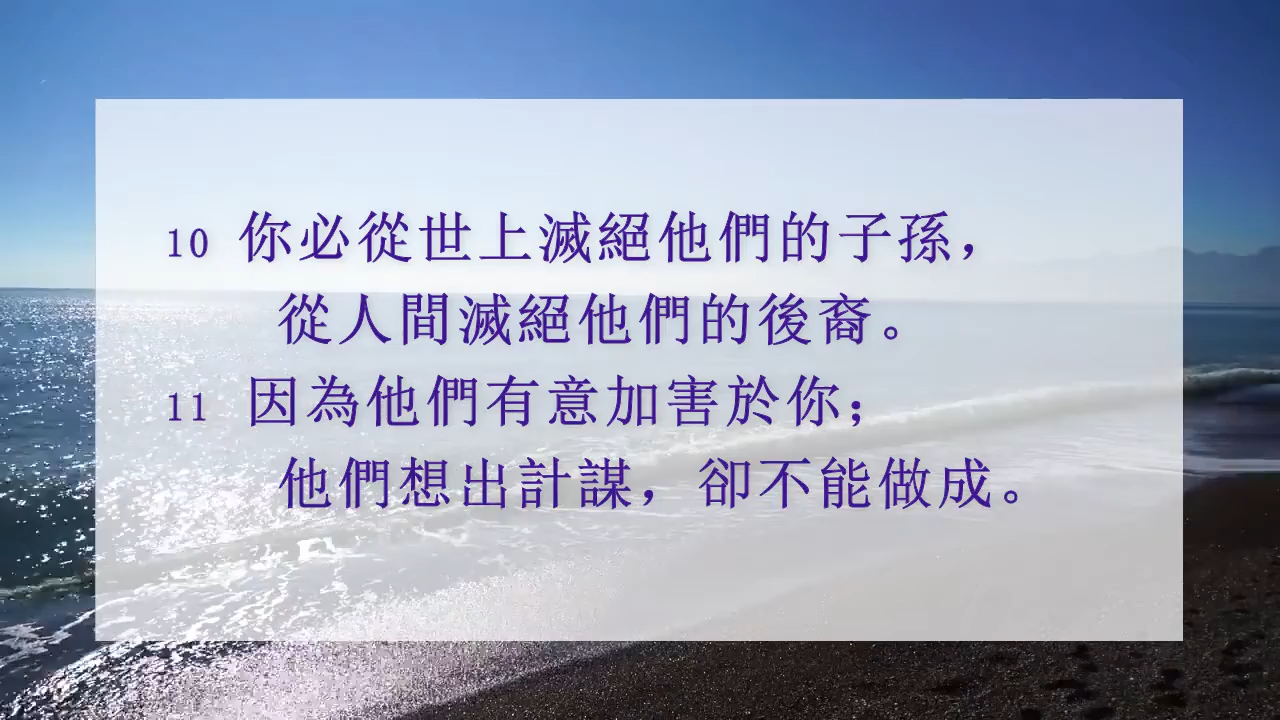 10 你必從世上滅絕他們的子孫，
從人間滅絕他們的後裔。
11 因為他們有意加害於你；
他們想出計謀，卻不能做成。